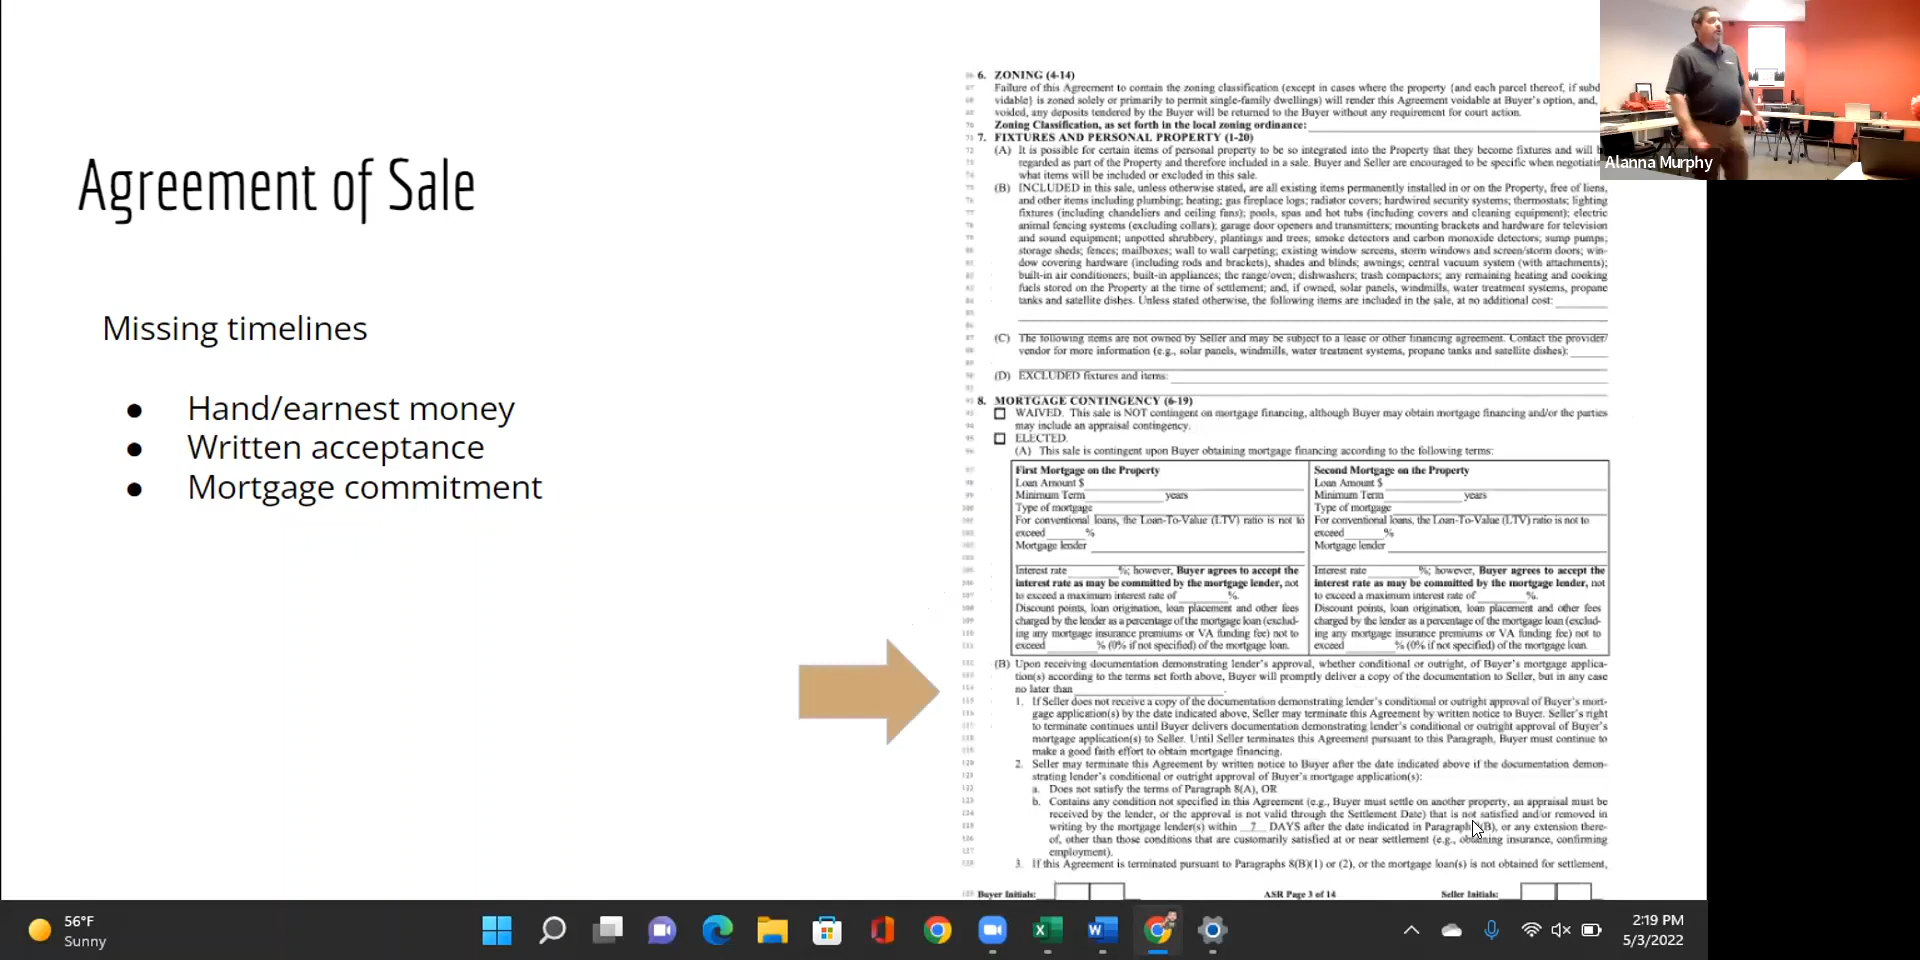 Agreement of Sale
Missing timelines
● Hand/earnest money
● Written acceptance
● Mortgage commitment
6. ZONING (4-14)
Failure of this Agreement to contain the zoning classification (except in cases where the property {and each parcel thereof, if subd
vidable} is zoned solely or primarily to permit single-family dwellings) will render this Agreement voidable at Buyer's option, and,
voided, any deposits tendered by the Buyer will be returned to the Buyer without any requirement for court action.
Zoning Classification, as set forth in the local zoning ordinance:
7. FIXTURES AND PERSONAL PROPERTY (1-20)
(A) It is possible for certain items of personal property to be so integrated into the Property that they become fixtures and will b
regarded as part of the Property and therefore included in a sale. Buyer and Seller are encouraged to be specific when negotiatin
what items will be included or excluded in this sale.
(B) INCLUDED in this sale, unless otherwise stated, are all existing items permanently installed in or on the Property, free of liens,
and other items including plumbing; heating; gas fireplace logs; radiator covers; hardwired security systems; thermostats; lighting
fixtures (including chandeliers and ceiling fans); pools, spas and hot tubs (including covers and cleaning equipment); electric
animal fencing systems (excluding collars); garage door openers and transmitters; mounting brackets and hardware for television
and sound equipment; unpotted shrubbery, plantings and trees; smoke detectors and carbon monoxide detectors; sump pumps;
storage sheds; fences; mailboxes; wall to wall carpeting; existing window screens, storm windows and screen/storm doors; win-
dow covering hardware (including rods and brackets), shades and blinds; awnings; central vacuum system (with attachments);
built-in air conditioners; built-in appliances; the range/oven; dishwashers; trash compactors; any remaining heating and cooking
fuels stored on the Property at the time of settlement; and, if owned, solar panels, windmills, water treatment systems, propane
tanks and satellite dishes. Unless stated otherwise, the following items are included in the sale, at no additional cost:
(C) The following items are not owned by Seller and may be subject to a lease or other financing agreement. Contact the provider/
vendor for more information (e.g., solar panels, windmills, water treatment systems, propane tanks and satellite dishes):
(D) EXCLUDED fixtures and items:
8. MORTGAGE CONTINGENCY (6-19)
WAIVED. This sale is NOT contingent on mortgage financing, although Buyer may obtain mortgage financing and/or the parties
may include an appraisal contingency.
ELECTED.
(A) This sale is contingent upon Buyer obtaining mortgage financing according to the following terms:
First Mortgage on the Property
Loan Amount $
Minimum Term years
Type of mortgage
For conventional loans, the Loan-To-Value (LTV) ratio is not to
exceed %
Mortgage lender
Interest rate %; however, Buyer agrees to accept the
interest rate as may be committed by the mortgage lender, not
to exceed a maximum interest rate of %.
Discount points, loan origination, loan placement and other fees
charged by the lender as a percentage of the mortgage loan (exclud-
ing any mortgage insurance premiums or VA funding fee) not to
exceed % (0% if not specified) of the mortgage loan.
Second Mortgage on the Property
Loan Amount $
Minimum Term years
Type of mortgage
For conventional loans, the Loan-To-Value (LTV) ratio is not to
exceed %
Mortgage lender
Interest rate %; however, Buyer agrees to accept the
interest rate as may be committed by the mortgage lender, not
to exceed a maximum interest rate of %.
Discount points, loan origination, loan placement and other fees
charged by the lender as a percentage of the mortgage loan (exclud-
ing any mortgage insurance premiums or VA funding fee) not to
exceed % (0% if not specified) of the mortgage loan.
(B) Upon receiving documentation demonstrating lender's approval, whether conditional or outright, of Buyer's mortgage applica-
tion(s) according to the terms set forth above, Buyer will promptly deliver a copy of the documentation to Seller, but in any case
no later than .
1. If Seller does not receive a copy of the documentation demonstrating lender's conditional or outright approval of Buyer's mort-
gage application(s) by the date indicated above, Seller may terminate this Agreement by written notice to Buyer. Seller's right
to terminate continues until Buyer delivers documentation demonstrating lender's conditional or outright approval of Buyer's
mortgage application(s) to Seller. Until Seller terminates this Agreement pursuant to this Paragraph, Buyer must continue to
make a good faith effort to obtain mortgage financing.
2. Seller may terminate this Agreement by written notice to Buyer after the date indicated above if the documentation demon-
strating lender's conditional or outright approval of Buyer's mortgage application(s):
a. Does not satisfy the terms of Paragraph 8(A), OR
b. Contains any condition not specified in this Agreement (e.g., Buyer must settle on another property, an appraisal must be
received by the lender, or the approval is not valid through the Settlement Date) that is not satisfied and/or removed in
writing by the mortgage lender(s) within 7 DAYS after the date indicated in Paragraph (B), or any extension there-
of, other than those conditions that are customarily satisfied at or near settlement (e.g., obtaining insurance, confirming
employment).
3. If this Agreement is terminated pursuant to Paragraphs 8(B)(1) or (2), or the mortgage loan(s) is not obtained for settlement,
Buyer Initials: ASR Page 3 of 14 Seller Initials:
Alanna Murphy
56°F
Sunny
2:19 PM
5/3/2022